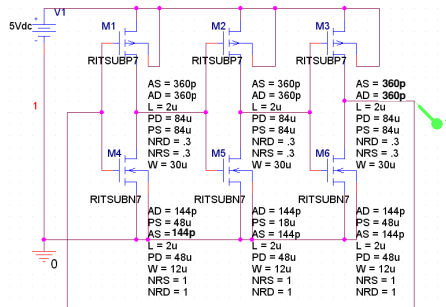 V1
5Vdc
M1
M2
M3
RITSUBP7
RITSUBP7
RITSUBP7
AS = 360p
AD = 360p
L = 2u
PD = 84u
PS = 84u
NRD = .3
NRS = .3
W = 30u
AS = 360p
AD = 360p
L = 2u
PD = 84u
PS = 84u
NRD = .3
NRS = .3
W = 30u
AS = 360p
AD = 360p
L = 2u
PD = 84u
PS = 84u
NRD = .3
NRS = .3
W = 30u
1
M4
M5
M6
RITSUBN7
RITSUBN7
RITSUBN7
AD = 144p
PS = 48u
AS = 144p
L = 2u
PD = 48u
W = 12u
NRS = 1
NRD = 1
AD = 144p
PS = 18u
AS = 144p
L = 2u
PD = 48u
W = 12u
NRS = 1
NRD = 1
AD = 144p
PS = 48u
AS = 144p
L = 2u
PD = 48u
W = 12u
NRS = 1
NRD = 1
0